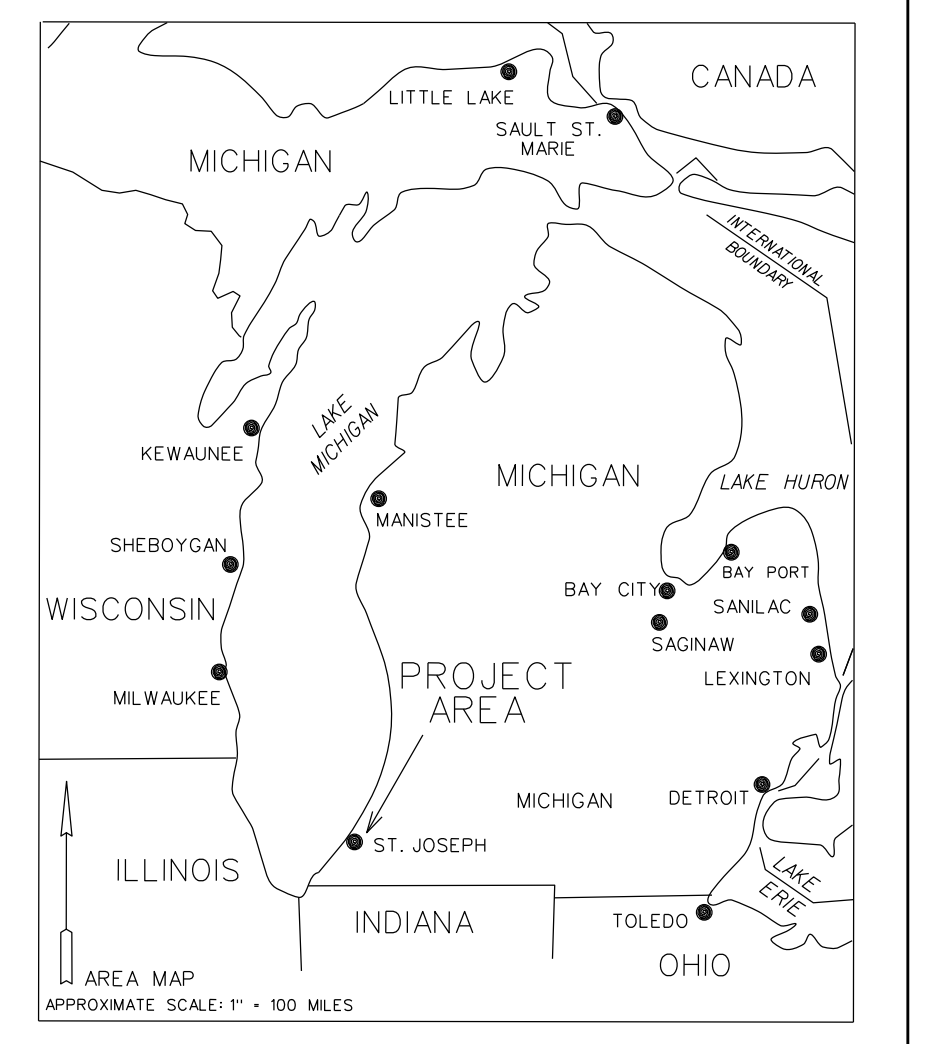 CANADA
LITTLE LAKE
SAULT ST.
MARIE
MICHIGAN
INTERNATIONAL
BOUNDARY
LAKE
MICHIGAN
KEWAUNEE
MICHIGAN
LAKE HURON
MANISTEE
SHEBOYGAN
BAY PORT
BAY CITY
WISCONSIN
SANILAC
SAGINAW
LEXINGTON
PROJECT
AREA
MILWAUKEE
MICHIGAN
DETROIT
ST. JOSEPH
ILLINOIS
LAKE
ERIE
INDIANA
TOLEDO
OHIO
AREA MAP
APPROXIMATE SCALE: 1" = 100 MILES